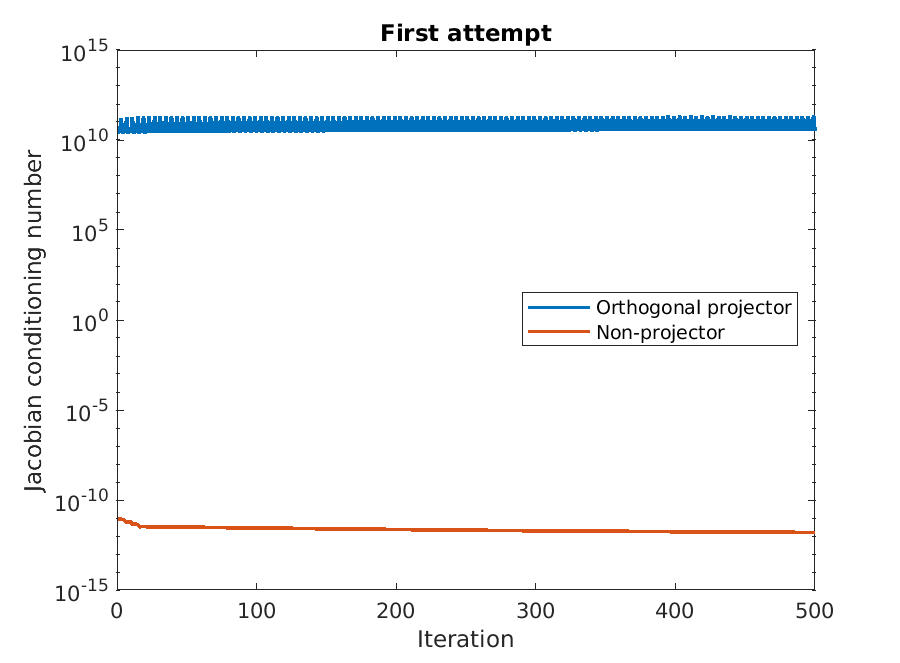 First attempt
10^15
10^10
10^5
10^0
10^-5
10^-10
10^-15
Jacobian conditioning number
Orthogonal projector
Non-projector
0 100 200 300 400 500
Iteration